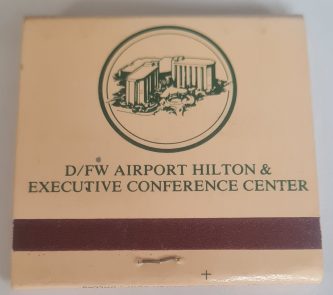 D/FW AIRPORT HILTON &
EXECUTIVE CONFERENCE CENTER